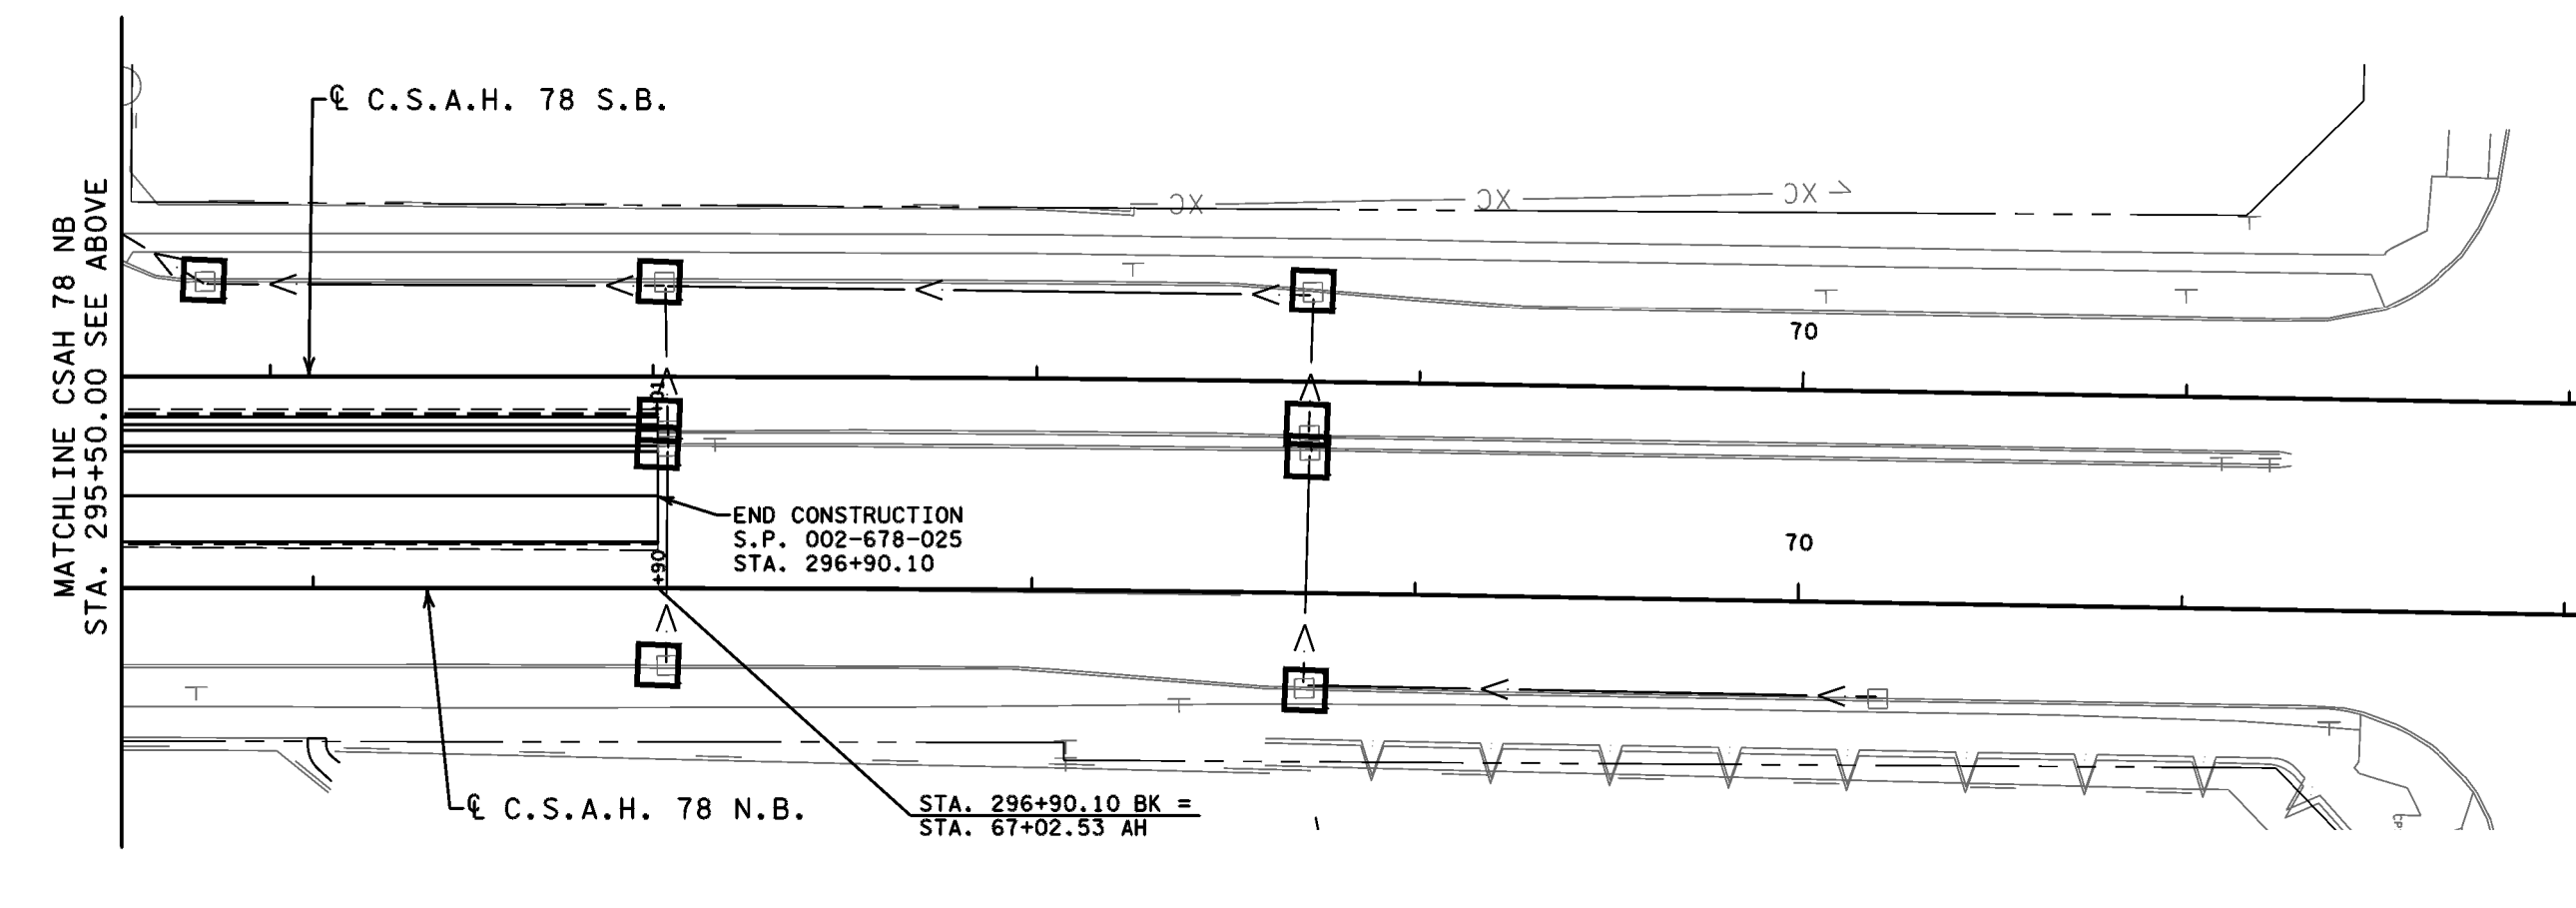 MATCHLINE CSAH 78 NB
STA. 295+50.00 SEE ABOVE
℄ C.S.A.H. 78 S.B.
XC
XC
XC
70
+01
END CONSTRUCTION
S.P. 002-678-025
STA. 296+90.10
+90
70
℄ C.S.A.H. 78 N.B.
STA. 296+90.10 BK =
STA. 67+02.53 AH